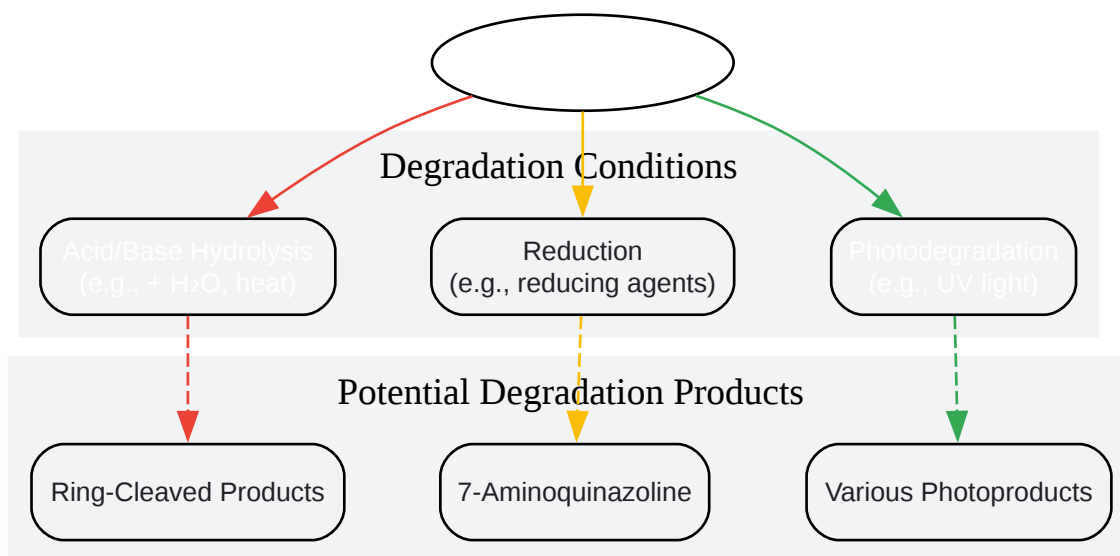 Degradation Conditions
Acid/Base Hydrolysis
(e.g., + H₂O, heat)
Reduction
(e.g., reducing agents)
Photodegradation
(e.g., UV light)
Potential Degradation Products
Ring-Cleaved Products
7-Aminoquinazoline
Various Photoproducts